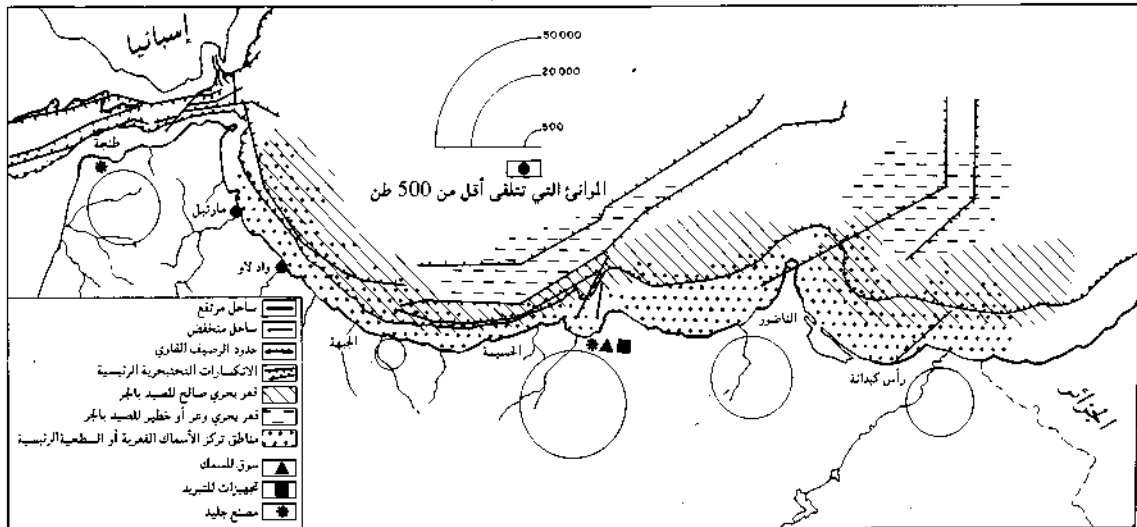 إسبانيا
50 000
20 000
500
الموانئ التي تتلقى أقل من 500 طن
طنجة
مارتيل
واد لاو
الجبهة
الحسيمة
الناضور
رأس كبدانة
الجزائر
ساحل مرتفع
ساحل منخفض
حدود الرصيف القاري
الانكسارات التحتبحرية الرئيسية
قعر بحري صالح للصيد بالجر
قعر بحري وعر أو خطير للصيد بالجر
مناطق تركز الأسماك القعرية أو السطحية الرئيسية
سوق للسمك
تجهيزات للتبريد
مصنع جليد